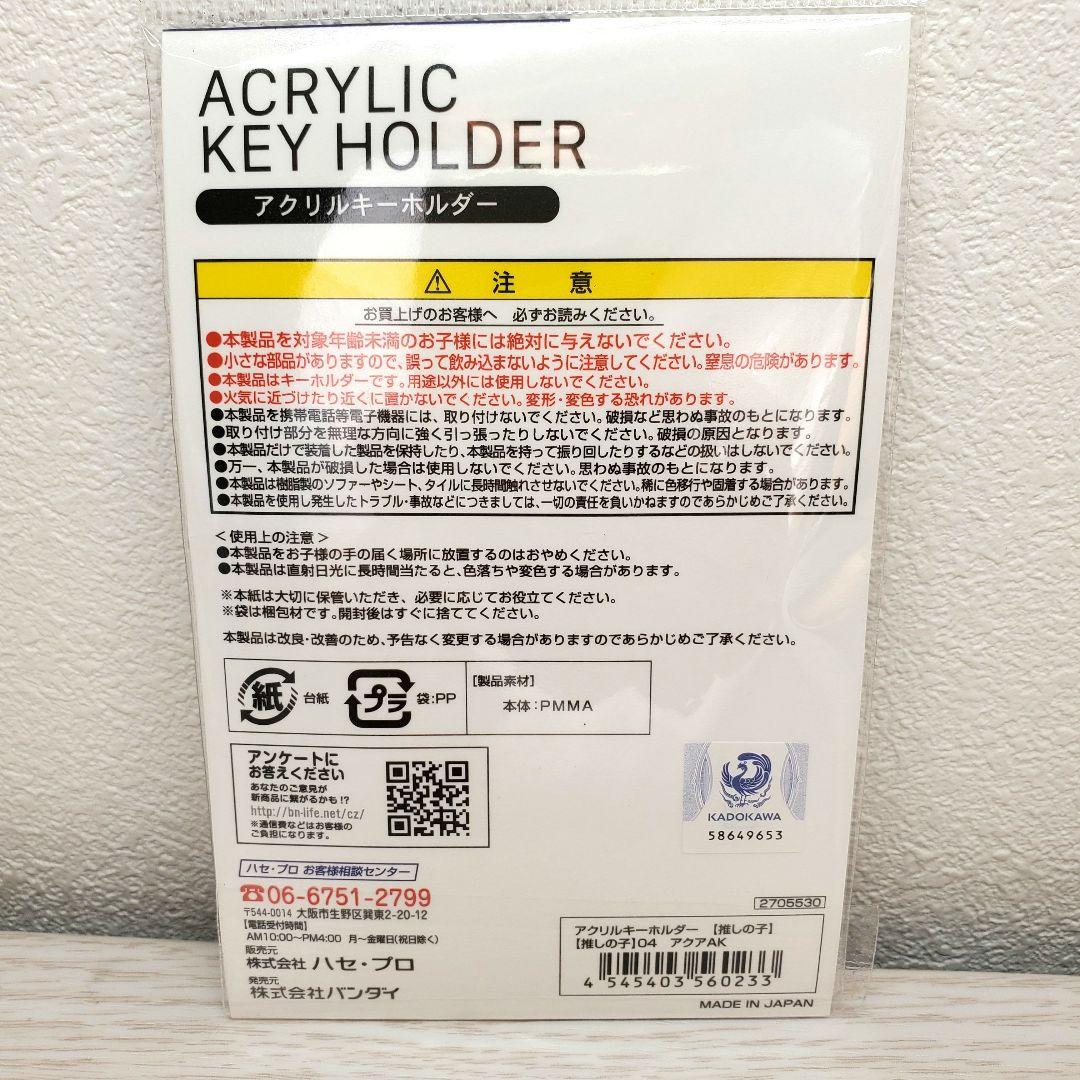 ACRYLIC
KEY HOLDER
アクリルキーホルダー
⚠ 注 意
お買上げのお客様へ 必ずお読みください。
●本製品を対象年齢未満のお子様には絶対に与えないでください。
●小さな部品がありますので、誤って飲み込まないように注意してください。窒息の危険があります。
●本製品はキーホルダーです。用途以外には使用しないでください。
●火気に近づけたり近くに置かないでください。変形・変色する恐れがあります。
●本製品を携帯電話等電子機器には、取り付けないでください。破損など思わぬ事故のもとになります。
●取り付け部分を無理な方向に強く引っ張ったりしないでください。破損の原因となります。
●本製品だけで装着した製品を保持したり、本製品を持って振り回したりするなどの扱いはしないでください。
●万一、本製品が破損した場合は使用しないでください。思わぬ事故のもとになります。
●本製品は樹脂製のソファーやシート、タイルに長時間触れさせないでください。稀に色移行や固着する場合があります。
●本製品を使用し発生したトラブル・事故などにつきましては、一切の責任を負いかねますのであらかじめご了承ください。
＜使用上の注意＞
●本製品をお子様の手の届く場所に放置するのはおやめください。
●本製品は直射日光に長時間当たると、色落ちや変色する場合があります。
※本紙は大切に保管いただき、必要に応じてお役立てください。
※袋は梱包材です。開封後はすぐに捨ててください。
本製品は改良・改善のため、予告なく変更する場合がありますのであらかじめご了承ください。
紙 台紙 プラ 袋:PP
[製品素材]
本体:PMMA
アンケートに
お答えください
あなたのご意見が
新商品に繋がるかも!?
http://bn-life.net/cz/
※通信費などはお客様の
ご負担になります。
KADOKAWA
58649653
ハセ・プロ お客様相談センター
☎06-6751-2799
〒544-0014 大阪市生野区巽東2-20-12
【電話受付時間】
AM10:00～PM4:00 月～金曜日(祝日除く)
販売元
株式会社 ハセ・プロ
発売元
株式会社バンダイ
2705530
アクリルキーホルダー 【推しの子】
【推しの子】04 アクアAK
4 545403 560233
MADE IN JAPAN